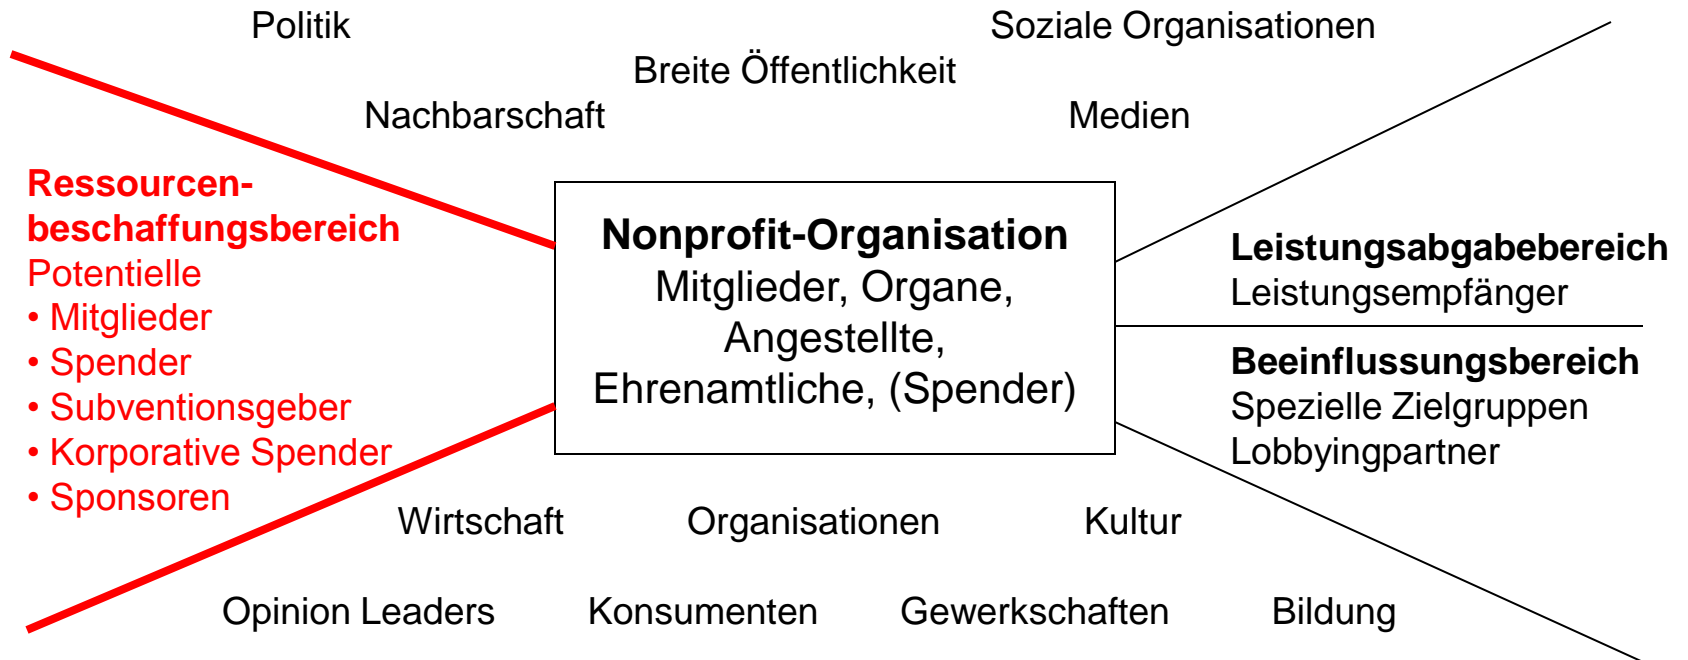 Politik
Soziale Organisationen
Breite Öffentlichkeit
Nachbarschaft
Medien
Ressourcen-
beschaffungsbereich
Potentielle
• Mitglieder
• Spender
• Subventionsgeber
• Korporative Spender
• Sponsoren
Nonprofit-Organisation
Mitglieder, Organe,
Angestellte,
Ehrenamtliche, (Spender)
Leistungsabgabebereich
Leistungsempfänger
Beeinflussungsbereich
Spezielle Zielgruppen
Lobbyingpartner
Wirtschaft
Organisationen
Kultur
Opinion Leaders
Konsumenten
Gewerkschaften
Bildung